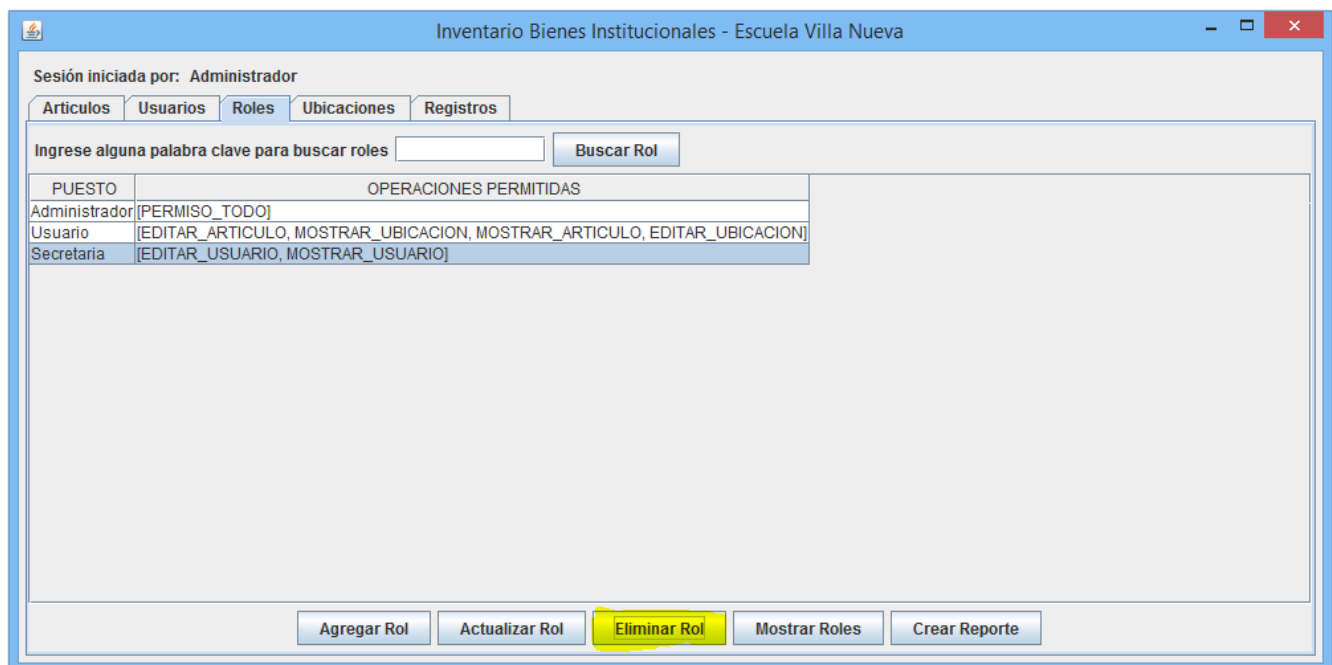 Inventario Bienes Institucionales - Escuela Villa Nueva
Sesión iniciada por: Administrador
Articulos Usuarios Roles Ubicaciones Registros
Ingrese alguna palabra clave para buscar roles Buscar Rol
PUESTO OPERACIONES PERMITIDAS
Administrador [PERMISO_TODO]
Usuario [EDITAR_ARTICULO, MOSTRAR_UBICACION, MOSTRAR_ARTICULO, EDITAR_UBICACION]
Secretaria [EDITAR_USUARIO, MOSTRAR_USUARIO]
Agregar Rol Actualizar Rol Eliminar Rol Mostrar Roles Crear Reporte